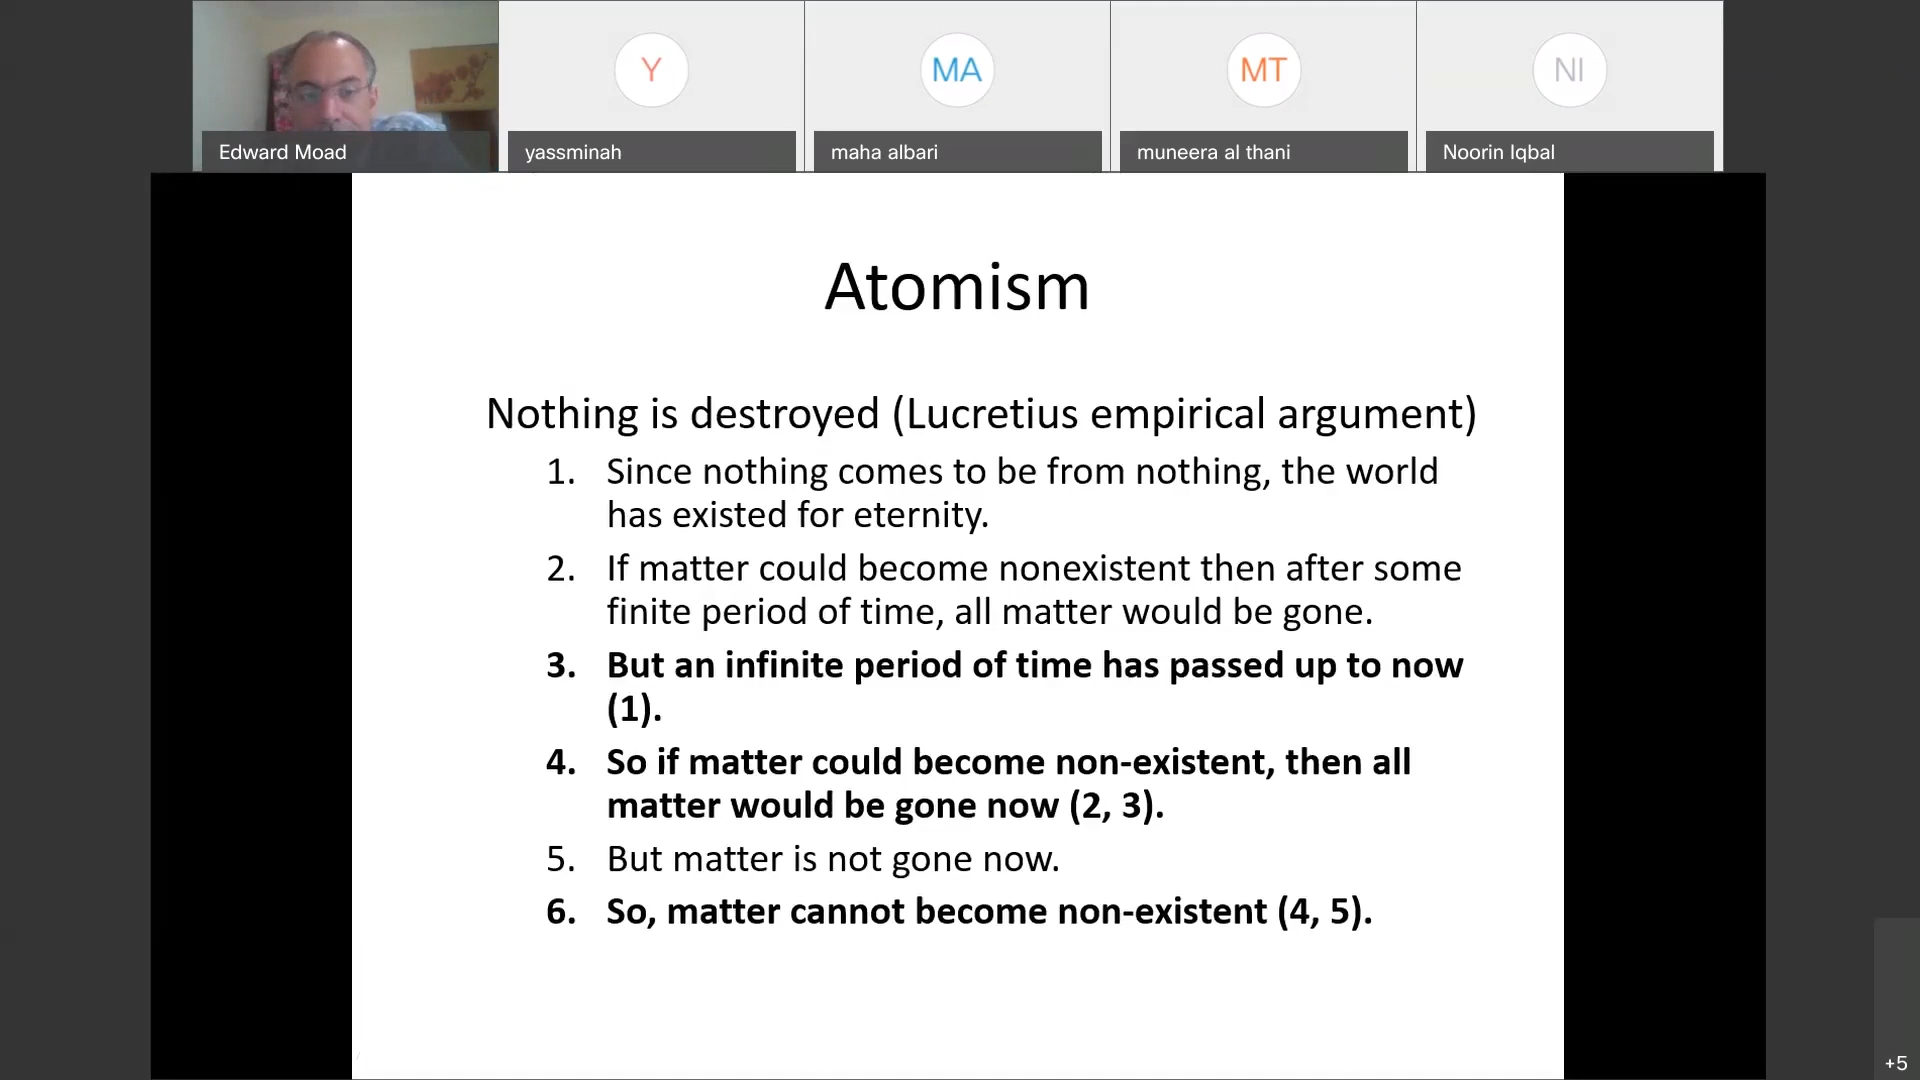 Y
MA
MT
NI
Edward Moad
yassminah
maha albari
muneera al thani
Noorin Iqbal
Atomism
Nothing is destroyed (Lucretius empirical argument)
1. Since nothing comes to be from nothing, the world
has existed for eternity.
2. If matter could become nonexistent then after some
finite period of time, all matter would be gone.
3. But an infinite period of time has passed up to now
(1).
4. So if matter could become non-existent, then all
matter would be gone now (2, 3).
5. But matter is not gone now.
6. So, matter cannot become non-existent (4, 5).
+5